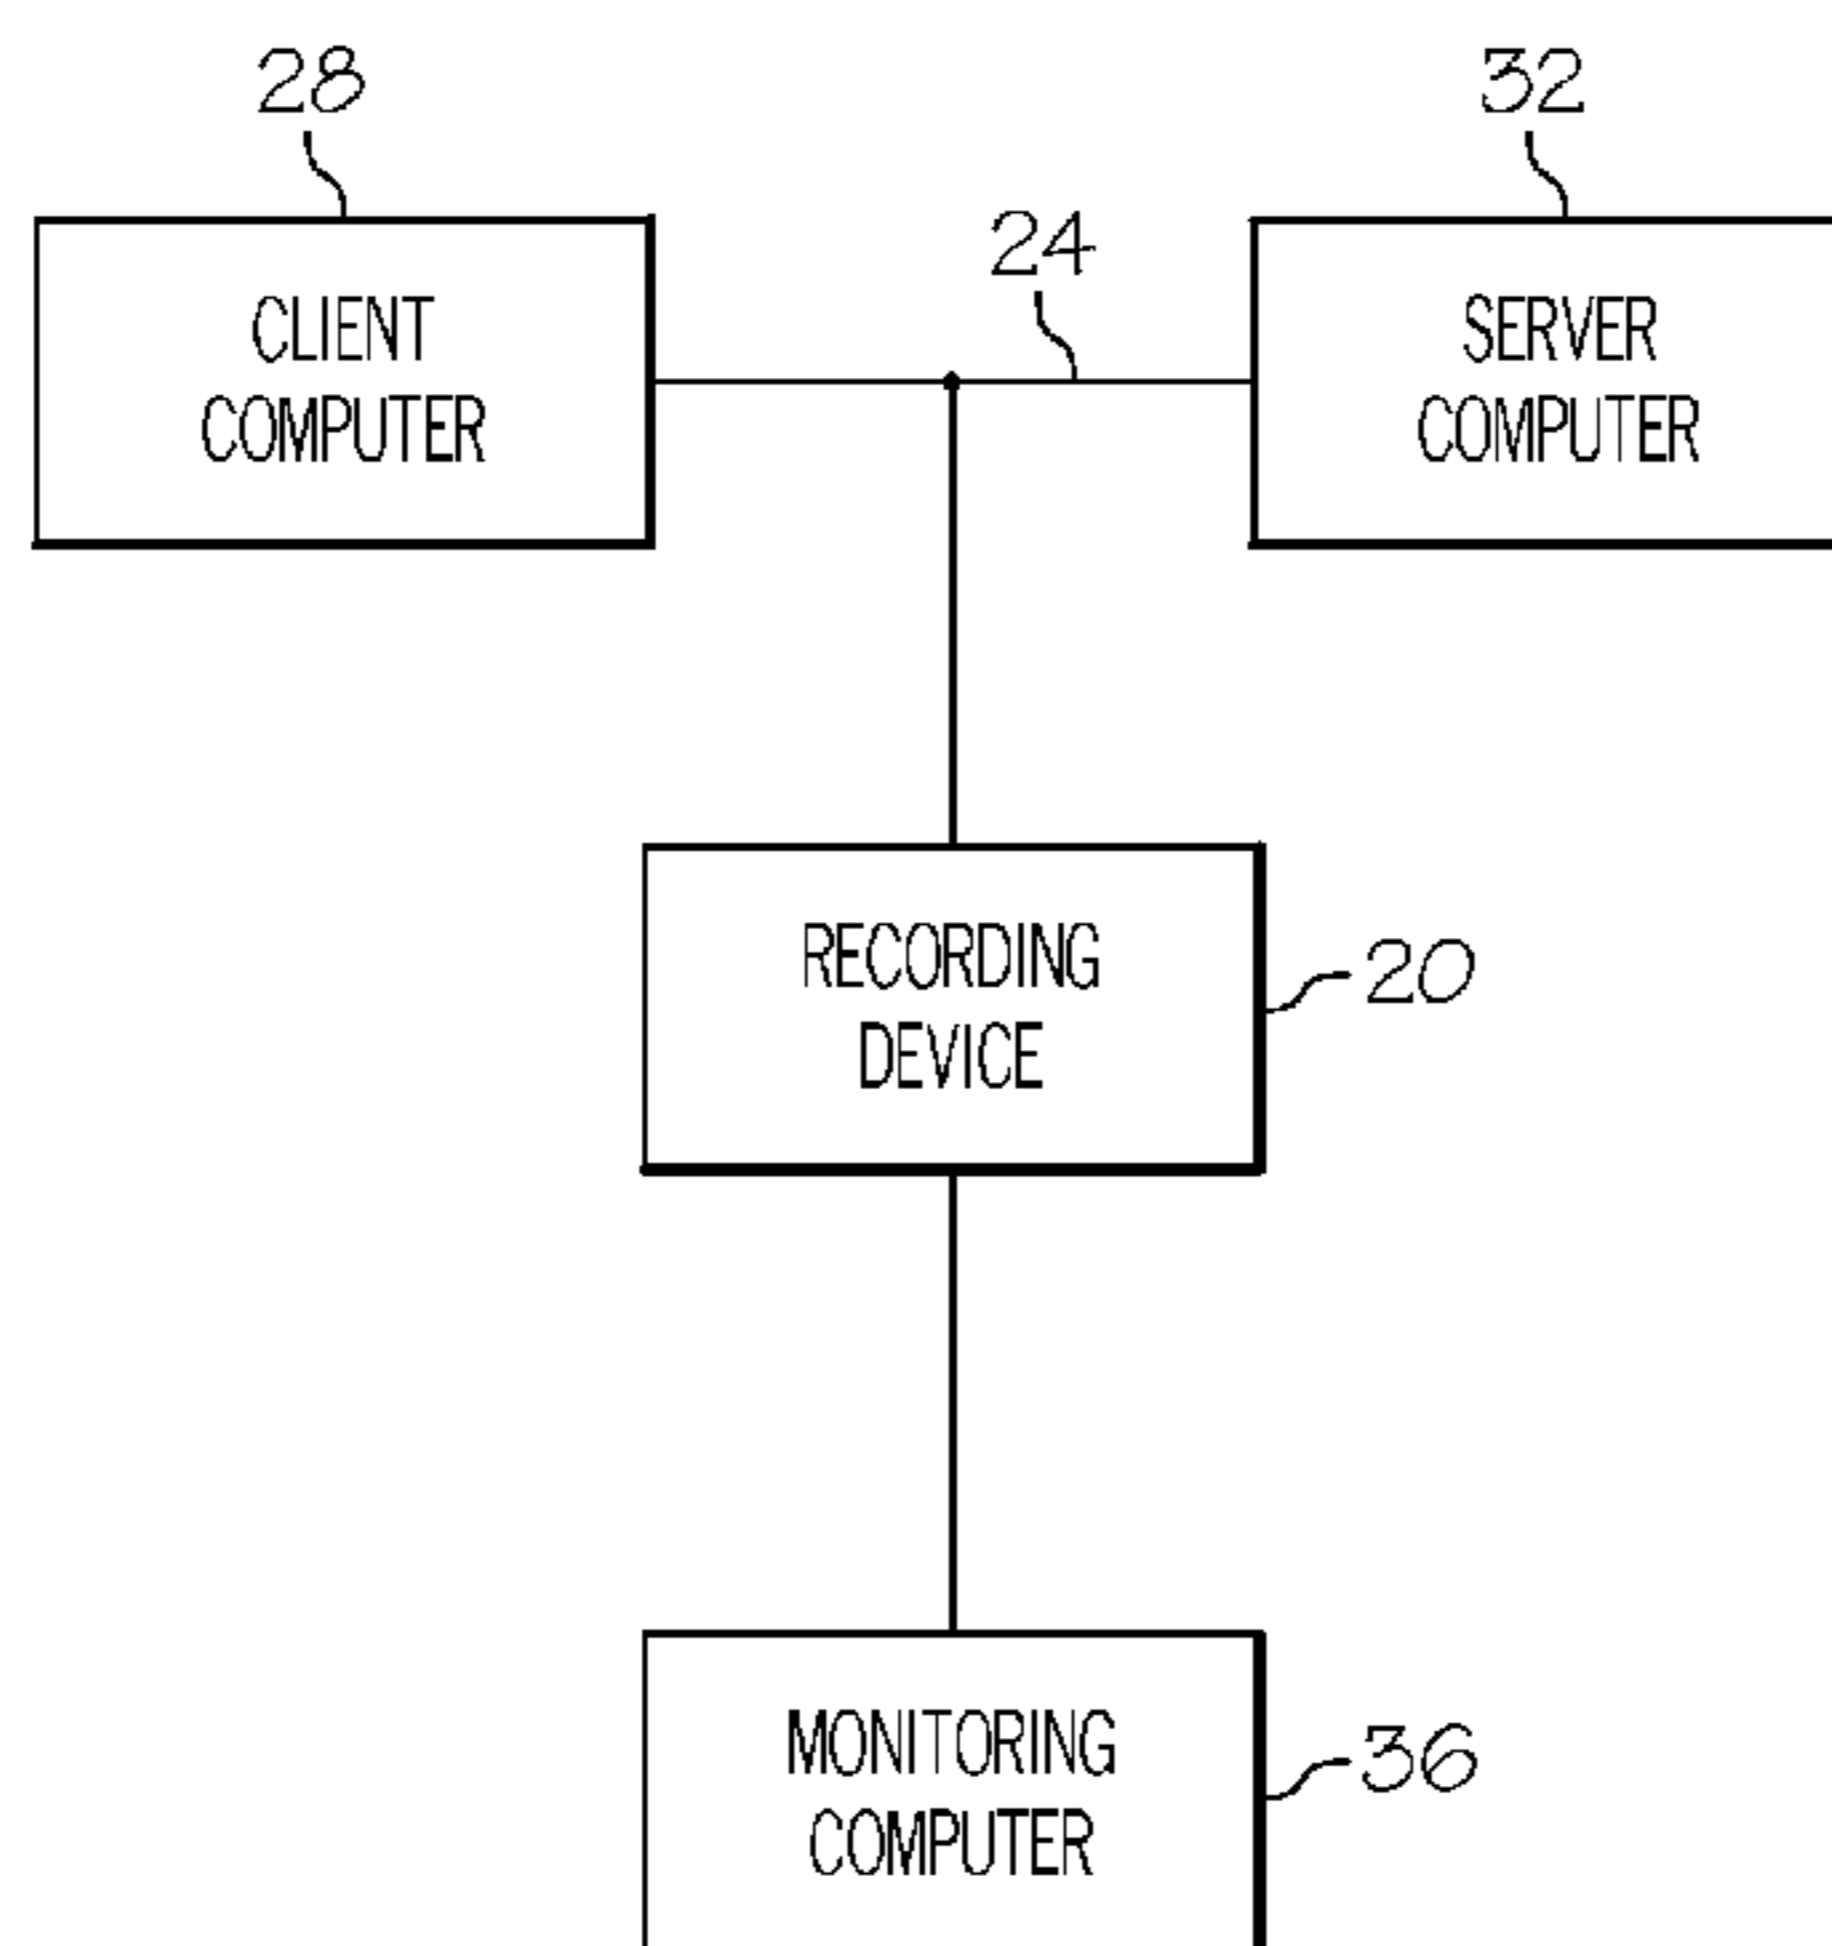 28
32
24
CLIENT
COMPUTER
SERVER
COMPUTER
RECORDING
DEVICE
20
MONITORING
COMPUTER
36